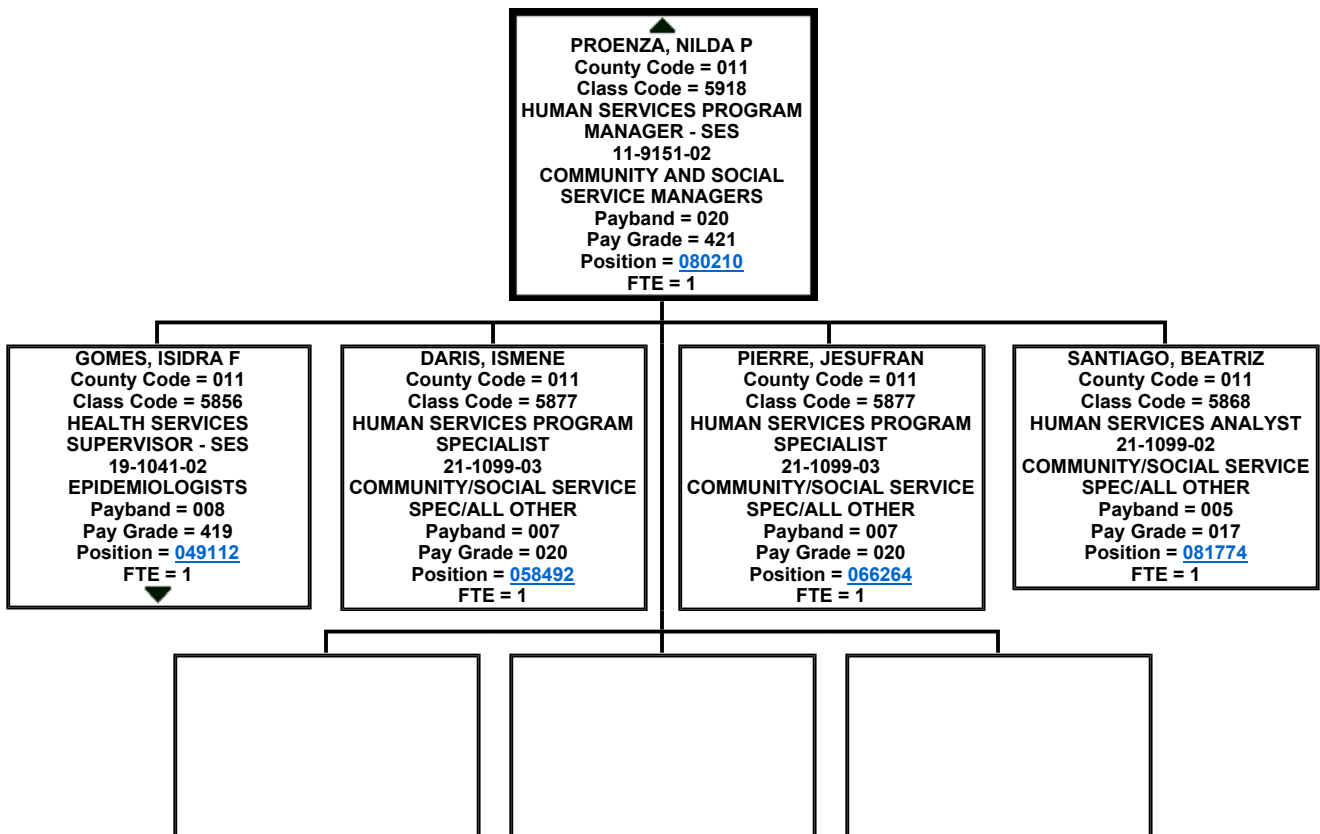 PROENZA, NILDA P
County Code = 011
Class Code = 5918
HUMAN SERVICES PROGRAM
MANAGER - SES
11-9151-02
COMMUNITY AND SOCIAL
SERVICE MANAGERS
Payband = 020
Pay Grade = 421
Position = 080210
FTE = 1
GOMES, ISIDRA F
County Code = 011
Class Code = 5856
HEALTH SERVICES
SUPERVISOR - SES
19-1041-02
EPIDEMIOLOGISTS
Payband = 008
Pay Grade = 419
Position = 049112
FTE = 1
DARIS, ISMENE
County Code = 011
Class Code = 5877
HUMAN SERVICES PROGRAM
SPECIALIST
21-1099-03
COMMUNITY/SOCIAL SERVICE
SPEC/ALL OTHER
Payband = 007
Pay Grade = 020
Position = 058492
FTE = 1
PIERRE, JESUFRAN
County Code = 011
Class Code = 5877
HUMAN SERVICES PROGRAM
SPECIALIST
21-1099-03
COMMUNITY/SOCIAL SERVICE
SPEC/ALL OTHER
Payband = 007
Pay Grade = 020
Position = 066264
FTE = 1
SANTIAGO, BEATRIZ
County Code = 011
Class Code = 5868
HUMAN SERVICES ANALYST
21-1099-02
COMMUNITY/SOCIAL SERVICE
SPEC/ALL OTHER
Payband = 005
Pay Grade = 017
Position = 081774
FTE = 1